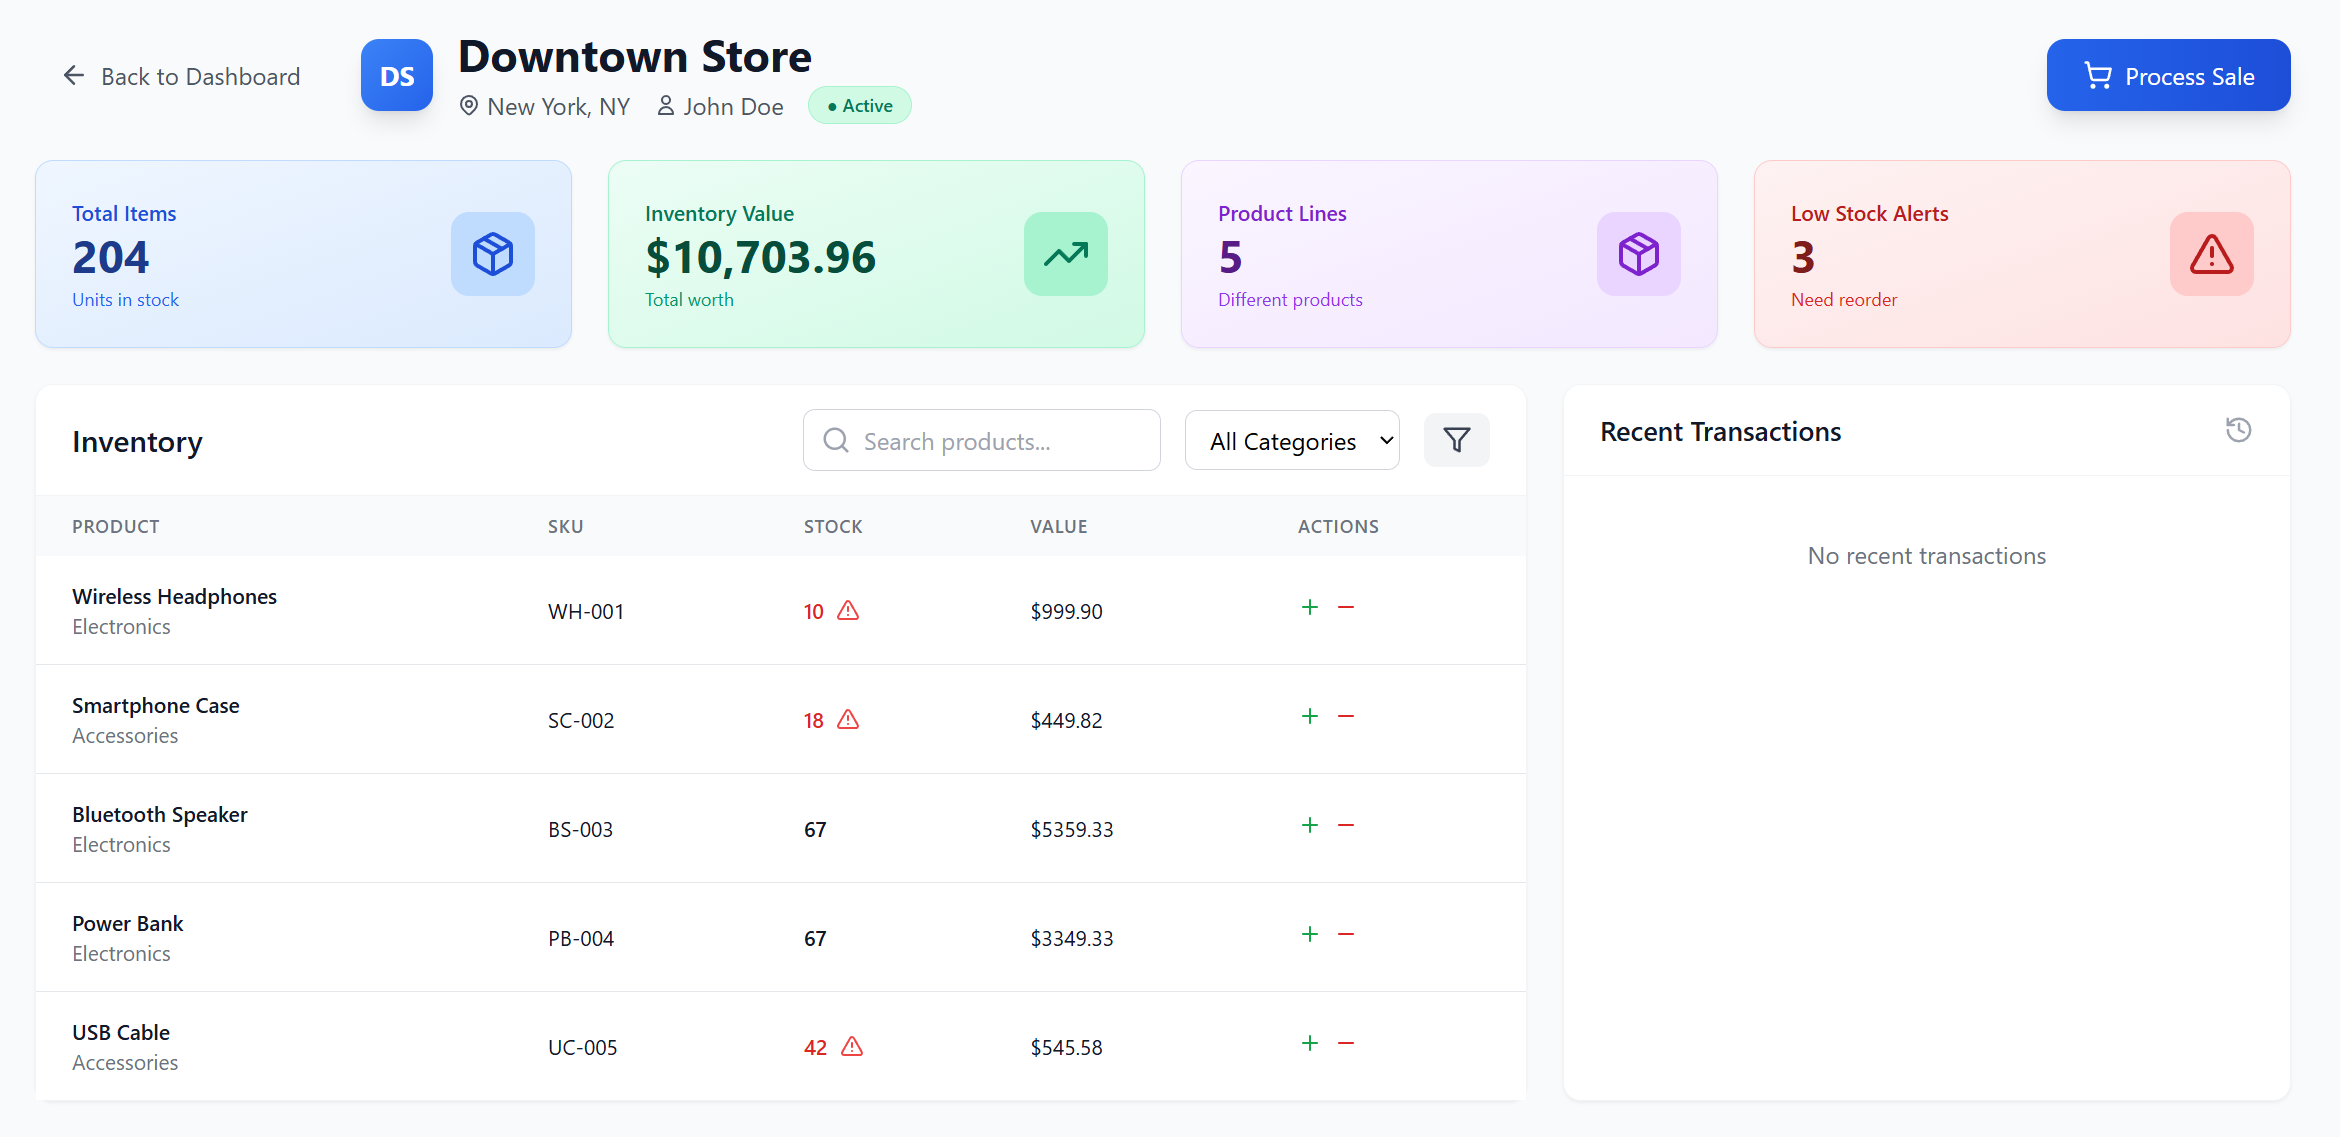 Back to Dashboard
DS
Downtown Store
New York, NY
John Doe
● Active
Process Sale
Total Items
204
Units in stock
Inventory Value
$10,703.96
Total worth
Product Lines
5
Different products
Low Stock Alerts
3
Need reorder
Inventory
Search products...
All Categories
PRODUCT SKU STOCK VALUE ACTIONS
Wireless Headphones
Electronics
WH-001 10 $999.90 + −
Smartphone Case
Accessories
SC-002 18 $449.82 + −
Bluetooth Speaker
Electronics
BS-003 67 $5359.33 + −
Power Bank
Electronics
PB-004 67 $3349.33 + −
USB Cable
Accessories
UC-005 42 $545.58 + −
Recent Transactions
No recent transactions